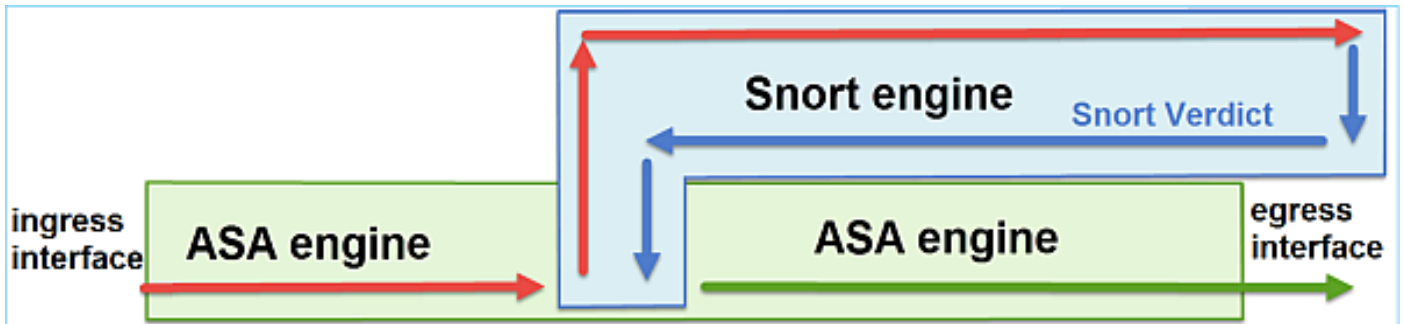 Snort engine
Snort Verdict
ingress
interface
ASA engine
ASA engine
egress
interface